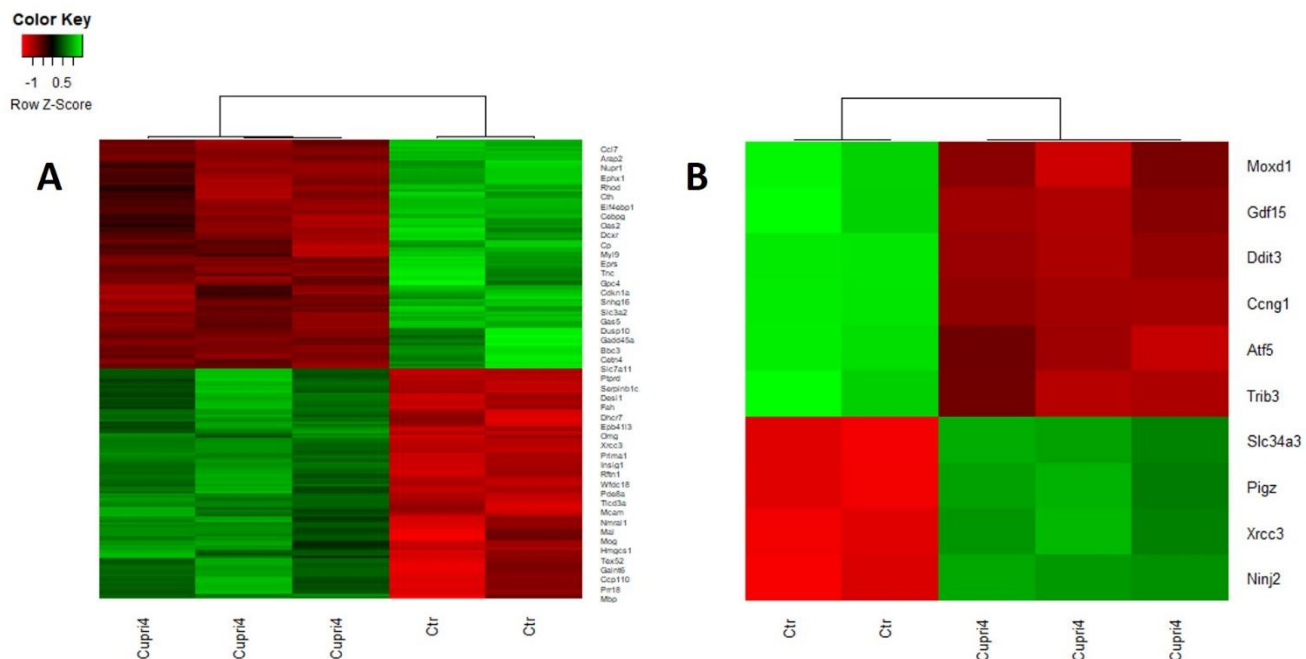 Color Key
-1 0.5
Row Z-Score
A
Ccl7
Arap2
Nupr1
Ephx1
Rhod
Cth
Eif4ebp1
Cebpg
Oas2
Dcxr
Cp
Myl9
Eprs
Tnc
Gpc4
Cdkn1a
Snhg16
Slc3a2
Gas5
Dusp10
Gadd45a
Bbc3
Cetn4
Slc7a11
Ptprd
Serpinb1c
Desi1
Fah
Dhcr7
Epb41l3
Omg
Xrcc3
Prima1
Insig1
Rftn1
Wfdc18
Pde8a
Tlcd3a
Mcam
Nmral1
Mal
Mog
Hmgcs1
Tex52
Galnt6
Ccp110
Prr18
Mbp
Cupri4 Cupri4 Cupri4 Ctr Ctr
B
Moxd1
Gdf15
Ddit3
Ccng1
Atf5
Trib3
Slc34a3
Pigz
Xrcc3
Ninj2
Ctr Ctr Cupri4 Cupri4 Cupri4